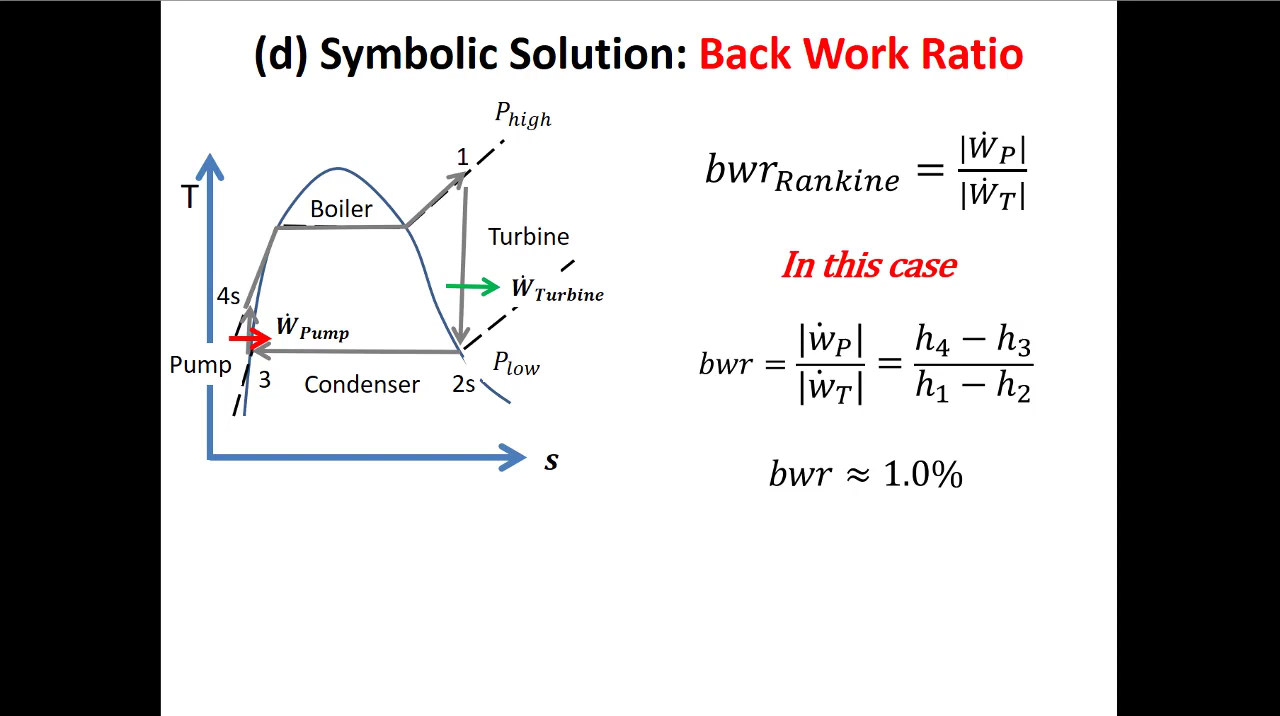 (d) Symbolic Solution: Back Work Ratio
P_high
1
T
Boiler
Turbine
Ẇ_Turbine
4s
Ẇ_Pump
Pump
3
Condenser
2s
P_low
s
bwr_Rankine = |Ẇ_P| / |Ẇ_T|
In this case
bwr = |ẇ_P| / |ẇ_T| = (h_4 − h_3) / (h_1 − h_2)
bwr ≈ 1.0%